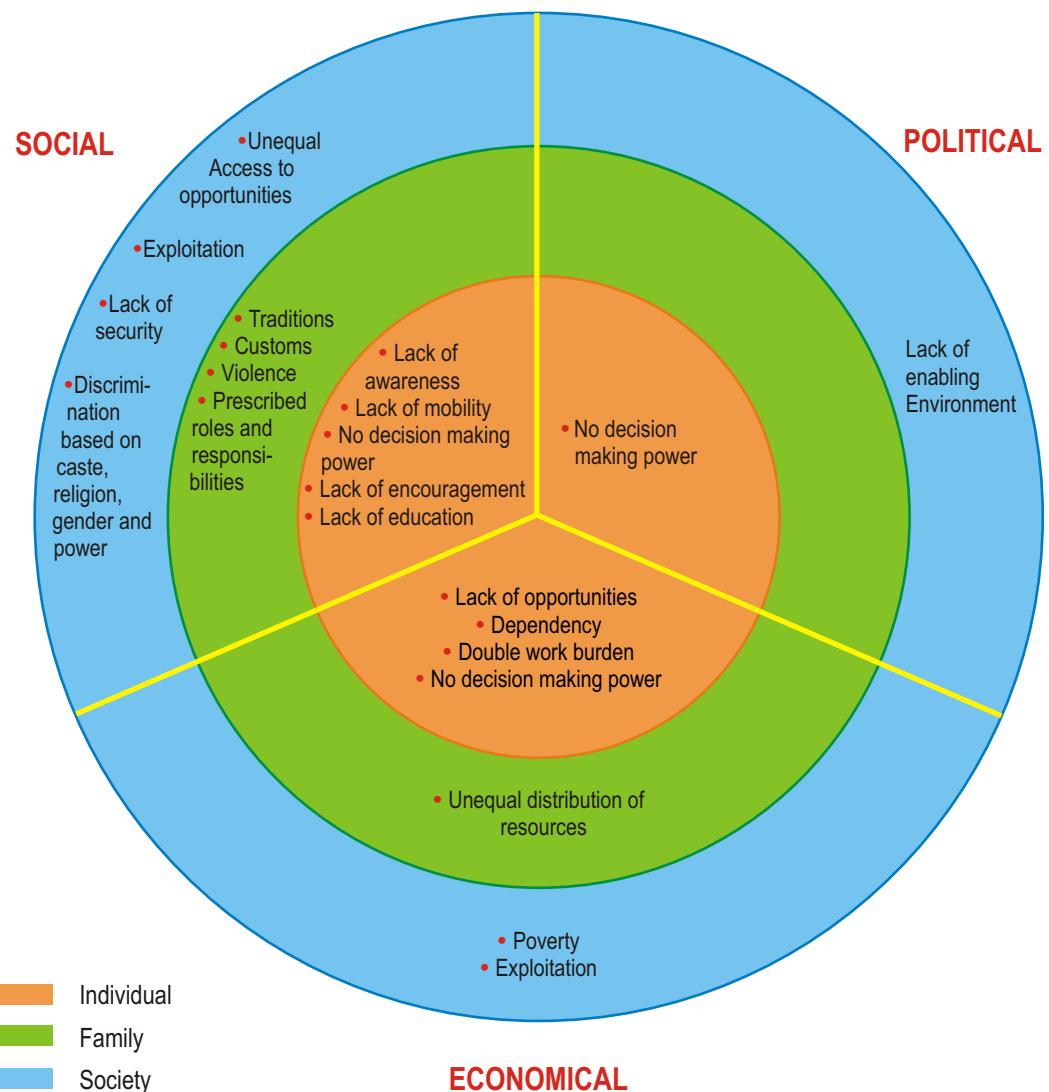 SOCIAL
•Unequal
Access to
opportunities
•Exploitation
•Lack of
security
•Discrimi-
nation
based on
caste,
religion,
gender and
power
• Traditions
• Customs
• Violence
• Prescribed
roles and
responsi-
bilities
• Lack of
awareness
• Lack of mobility
• No decision making
power
• Lack of encouragement
• Lack of education
POLITICAL
• No decision
making power
Lack of
enabling
Environment
• Lack of opportunities
• Dependency
• Double work burden
• No decision making power
• Unequal distribution of
resources
• Poverty
• Exploitation
ECONOMICAL
Individual
Family
Society